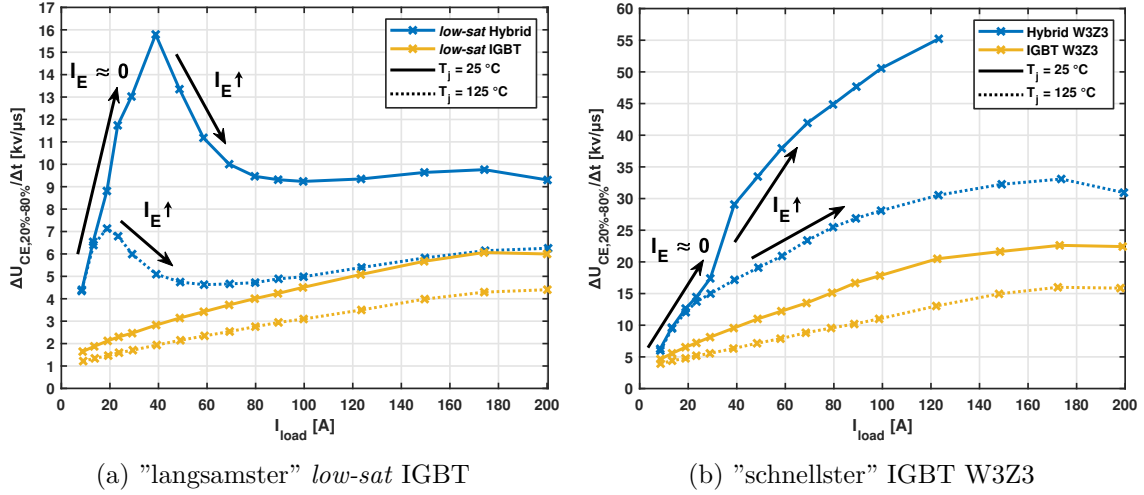 17
16
15
14
13
12
11
10
9
8
7
6
5
4
3
2
1
0
ΔU_CE,20%-80%/Δt [kv/µs]
0 20 40 60 80 100 120 140 160 180 200
I_load [A]
low-sat Hybrid
low-sat IGBT
T_j = 25 °C
T_j = 125 °C
I_E ≈ 0
I_E↑
I_E↑
(a) "langsamster" low-sat IGBT
60
55
50
45
40
35
30
25
20
15
10
5
0
ΔU_CE,20%-80%/Δt [kv/µs]
0 20 40 60 80 100 120 140 160 180 200
I_load [A]
Hybrid W3Z3
IGBT W3Z3
T_j = 25 °C
T_j = 125 °C
I_E ≈ 0
I_E↑
(b) "schnellster" IGBT W3Z3